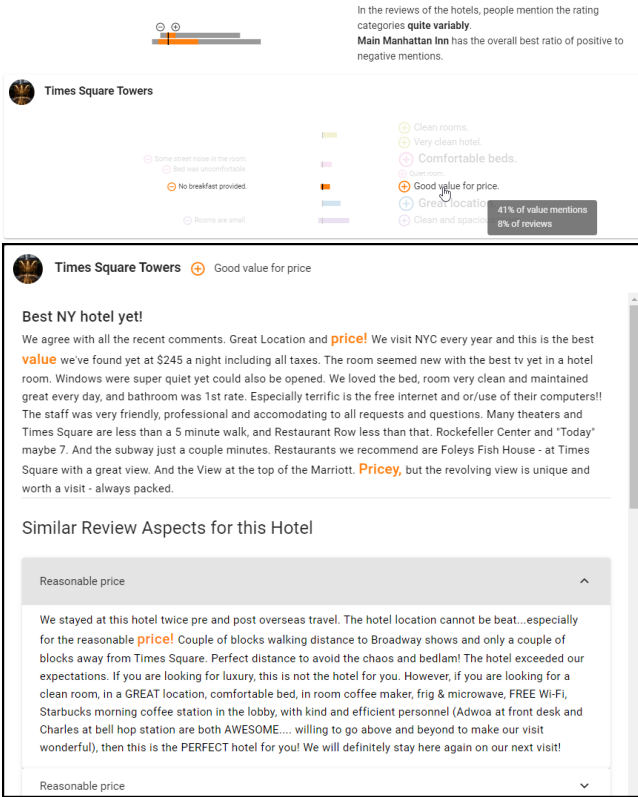 In the reviews of the hotels, people mention the rating
categories quite variably.
Main Manhattan Inn has the overall best ratio of positive to
negative mentions.
Times Square Towers
Clean rooms.
Very clean hotel.
Some street noise in the room.
Comfortable beds.
Bed was uncomfortable.
Quiet room.
No breakfast provided.
Good value for price.
Great location
41% of value mentions
Rooms are small
Clean and spacious
8% of reviews
Times Square Towers Good value for price
Best NY hotel yet!
We agree with all the recent comments. Great Location and price! We visit NYC every year and this is the best
value we've found yet at $245 a night including all taxes. The room seemed new with the best tv yet in a hotel
room. Windows were super quiet yet could also be opened. We loved the bed, room very clean and maintained
great every day, and bathroom was 1st rate. Especially terrific is the free internet and or/use of their computers!!
The staff was very friendly, professional and accomodating to all requests and questions. Many theaters and
Times Square are less than a 5 minute walk, and Restaurant Row less than that. Rockefeller Center and "Today"
maybe 7. And the subway just a couple minutes. Restaurants we recommend are Foleys Fish House - at Times
Square with a great view. And the View at the top of the Marriott. Pricey, but the revolving view is unique and
worth a visit - always packed.
Similar Review Aspects for this Hotel
Reasonable price
We stayed at this hotel twice pre and post overseas travel. The hotel location cannot be beat...especially
for the reasonable price! Couple of blocks walking distance to Broadway shows and only a couple of
blocks away from Times Square. Perfect distance to avoid the chaos and bedlam! The hotel exceeded our
expectations. If you are looking for luxury, this is not the hotel for you. However, if you are looking for a
clean room, in a GREAT location, comfortable bed, in room coffee maker, frig & microwave, FREE Wi-Fi,
Starbucks morning coffee station in the lobby, with kind and efficient personnel (Adwoa at front desk and
Charles at bell hop station are both AWESOME.... willing to go above and beyond to make our visit
wonderful), then this is the PERFECT hotel for you! We will definitely stay here again on our next visit!
Reasonable price